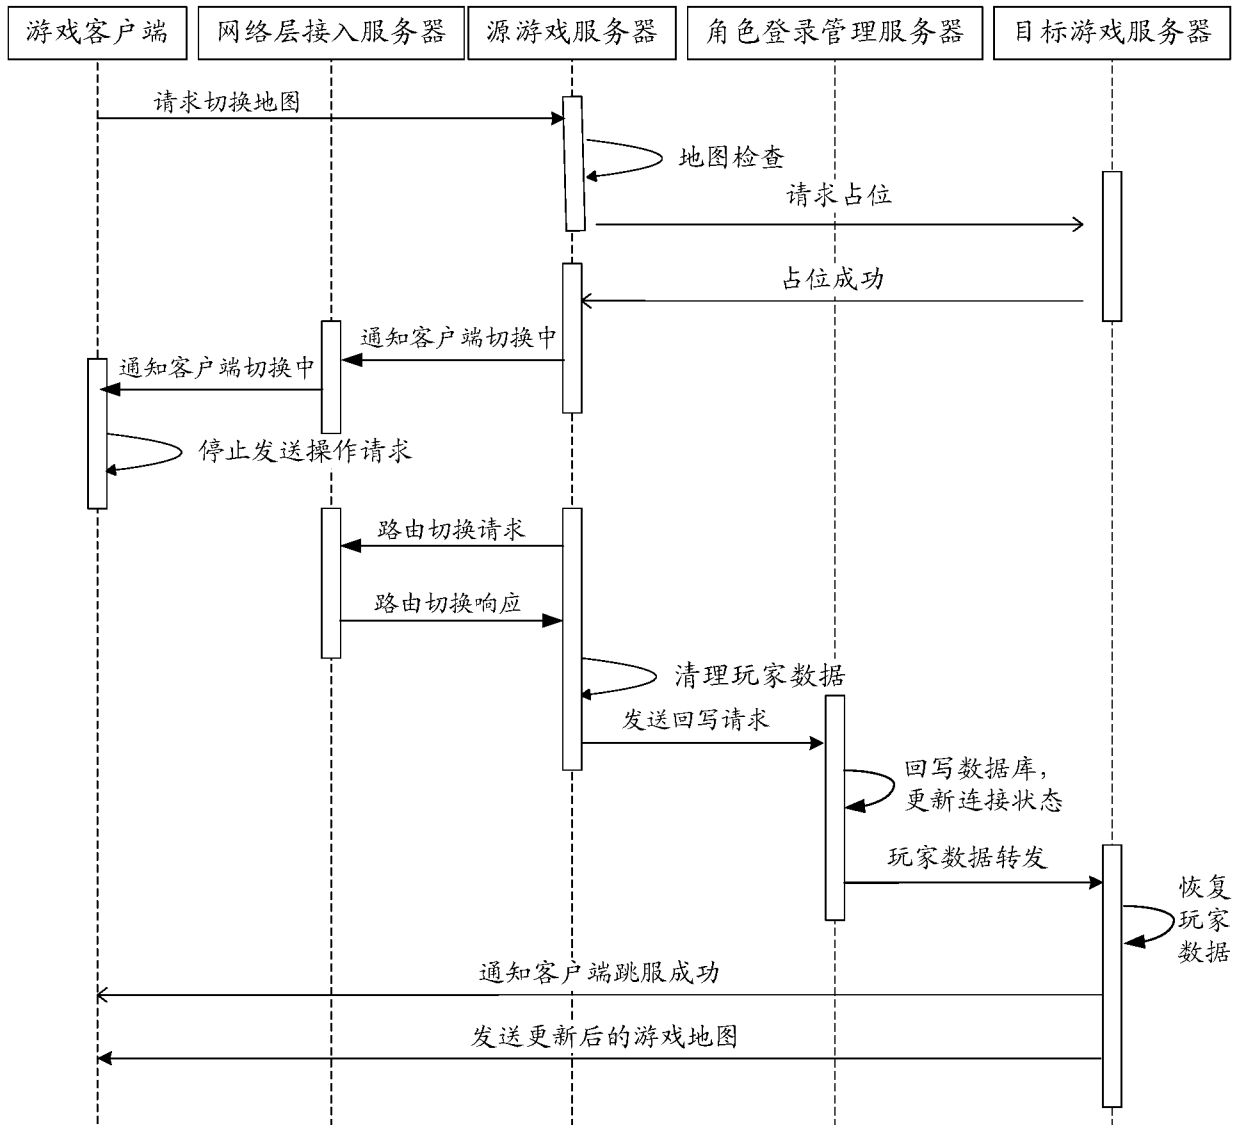 游戏客户端
网络层接入服务器
源游戏服务器
角色登录管理服务器
目标游戏服务器
请求切换地图
地图检查
请求占位
占位成功
通知客户端切换中
通知客户端切换中
停止发送操作请求
路由切换请求
路由切换响应
清理玩家数据
发送回写请求
回写数据库，
更新连接状态
玩家数据转发
恢复
玩家
数据
通知客户端跳服成功
发送更新后的游戏地图